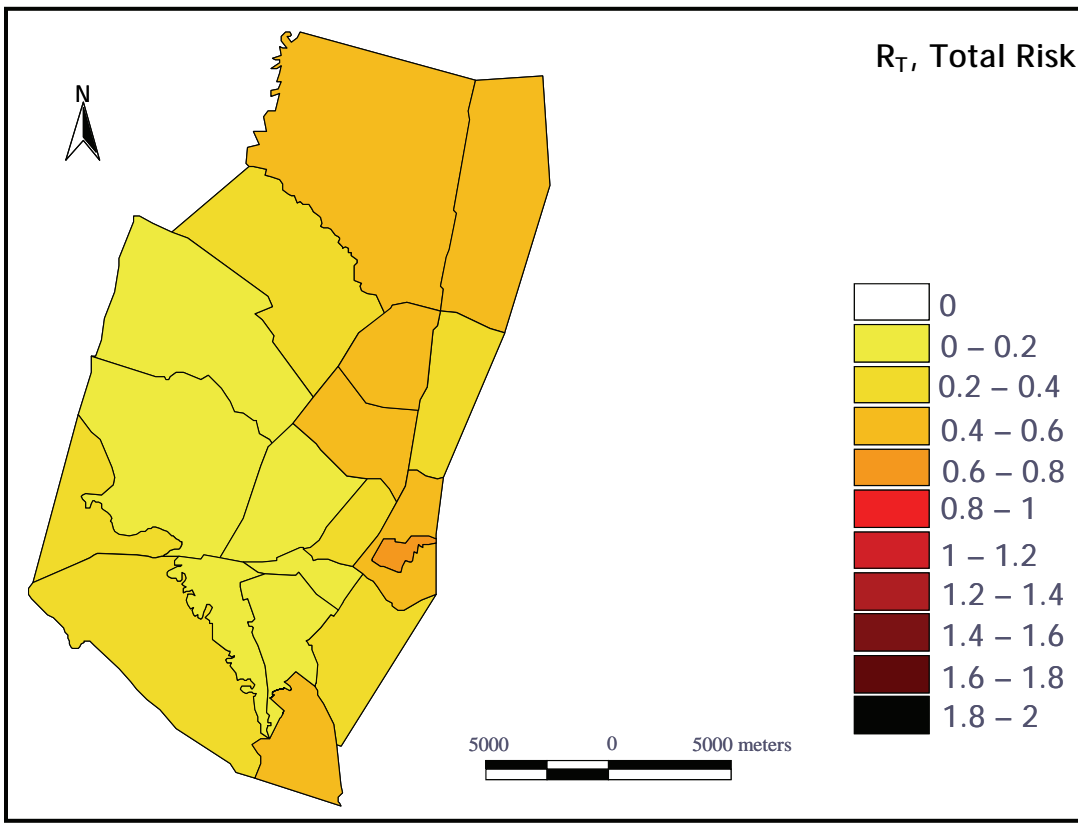 R_T, Total Risk
N
0
0 – 0.2
0.2 – 0.4
0.4 – 0.6
0.6 – 0.8
0.8 – 1
1 – 1.2
1.2 – 1.4
1.4 – 1.6
1.6 – 1.8
1.8 – 2
5000 0 5000 meters